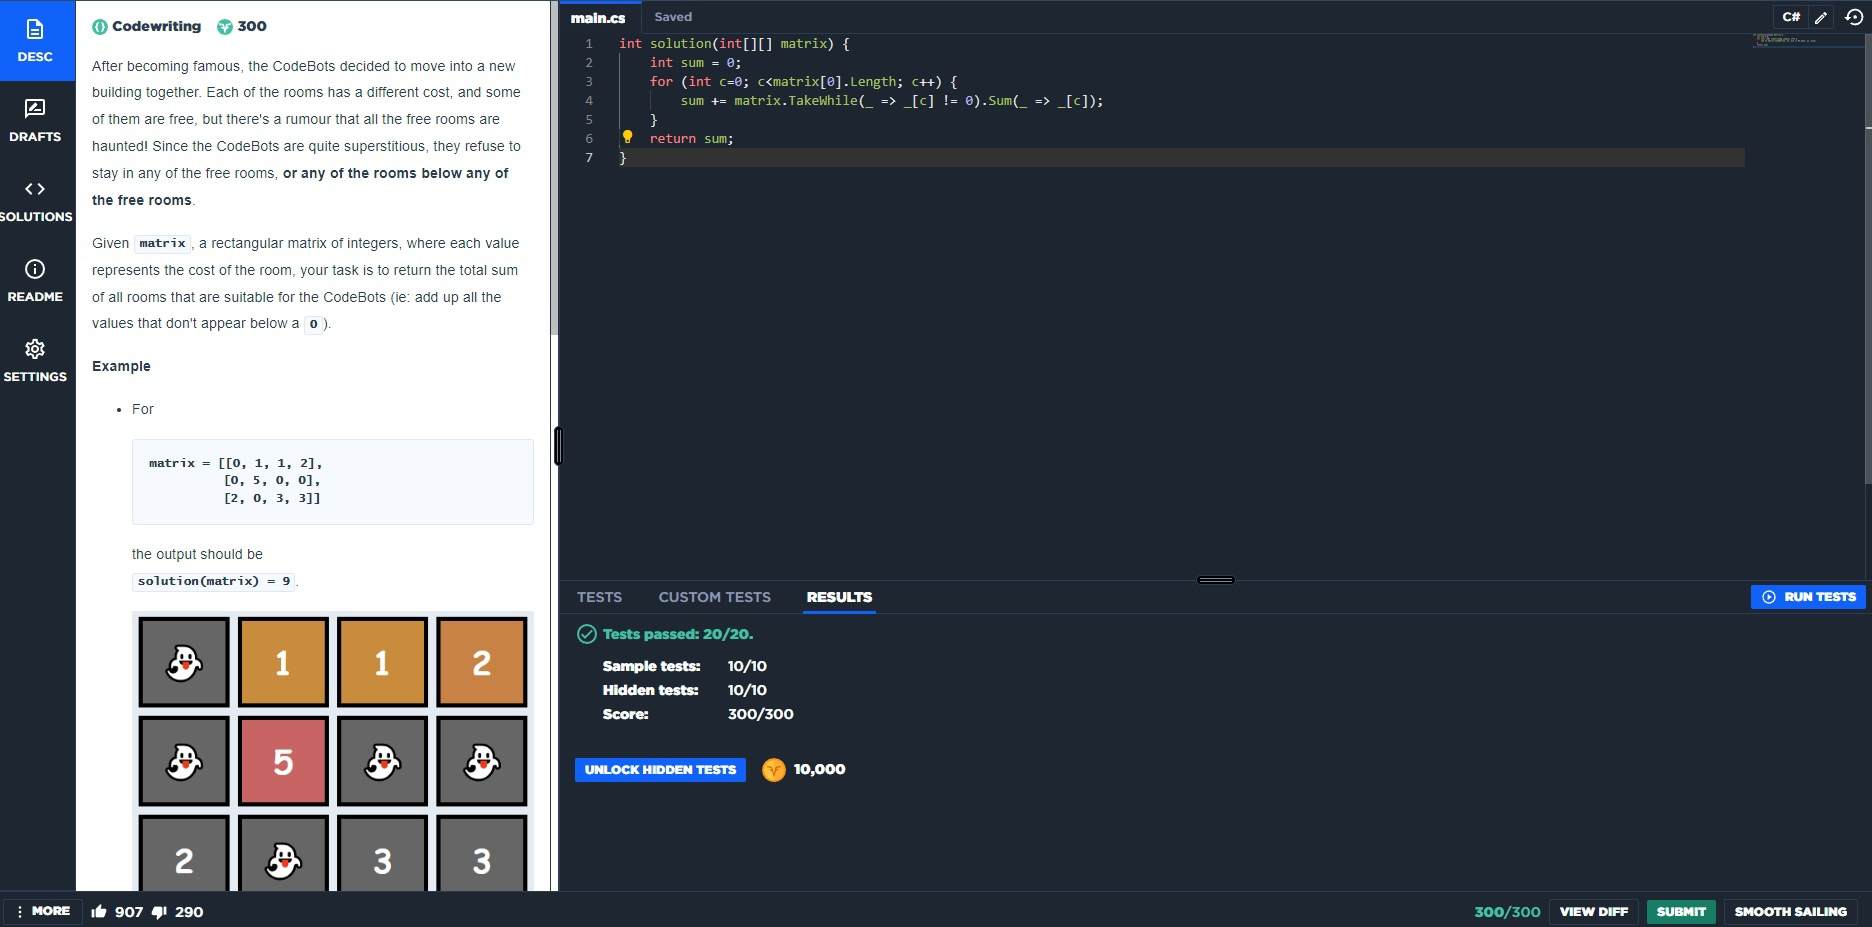 DESC
DRAFTS
SOLUTIONS
README
SETTINGS
Codewriting 300
After becoming famous, the CodeBots decided to move into a new
building together. Each of the rooms has a different cost, and some
of them are free, but there's a rumour that all the free rooms are
haunted! Since the CodeBots are quite superstitious, they refuse to
stay in any of the free rooms, or any of the rooms below any of
the free rooms.
Given matrix, a rectangular matrix of integers, where each value
represents the cost of the room, your task is to return the total sum
of all rooms that are suitable for the CodeBots (ie: add up all the
values that don't appear below a 0).
Example
• For
matrix = [[0, 1, 1, 2],
[0, 5, 0, 0],
[2, 0, 3, 3]]
the output should be
solution(matrix) = 9.
1 1 2
5
2 3 3
MORE 907 290
main.cs Saved
C#
1 int solution(int[][] matrix) {
2 int sum = 0;
3 for (int c=0; c<matrix[0].Length; c++) {
4 sum += matrix.TakeWhile(_ => _[c] != 0).Sum(_ => _[c]);
5 }
6 return sum;
7 }
TESTS CUSTOM TESTS RESULTS
RUN TESTS
Tests passed: 20/20.
Sample tests: 10/10
Hidden tests: 10/10
Score: 300/300
UNLOCK HIDDEN TESTS 10,000
300/300 VIEW DIFF SUBMIT SMOOTH SAILING